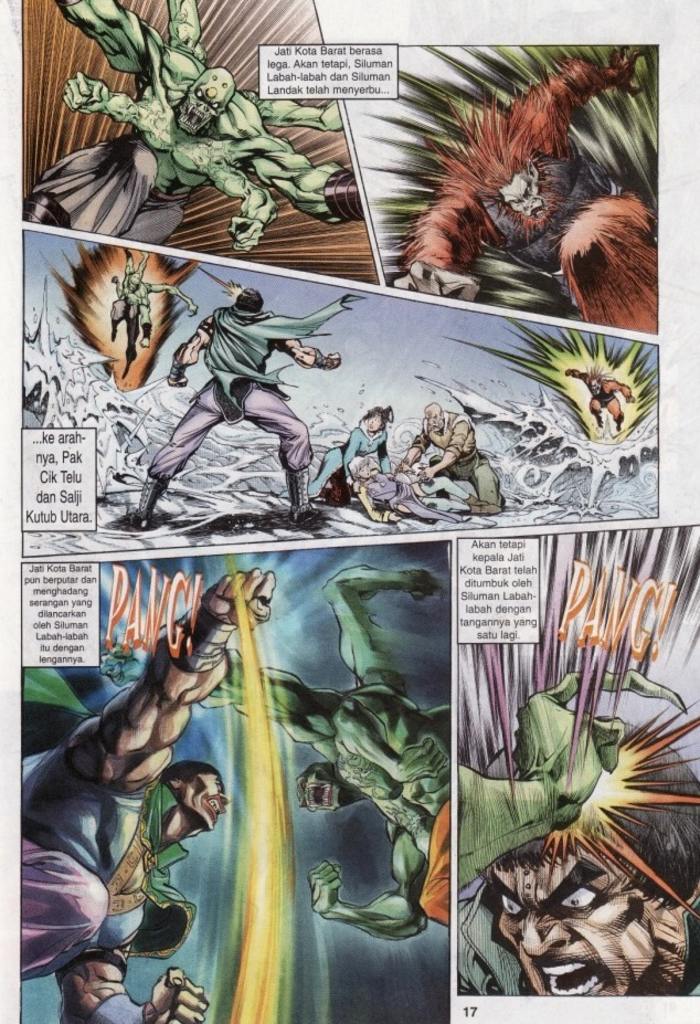 Jati Kota Barat berasa
lega. Akan tetapi, Siluman
Labah-labah dan Siluman
Landak telah menyerbu...
...ke arah-
nya, Pak
Cik Telu
dan Salji
Kutub Utara.
Jati Kota Barat
pun berputar dan
menghadang
serangan yang
dilancarkan
oleh Siluman
Labah-labah
itu dengan
lengannya.
PANG!
Akan tetapi
kepala Jati
Kota Barat telah
ditumbuk oleh
Siluman Labah-
labah dengan
tangannya yang
satu lagi.
PANG!
17